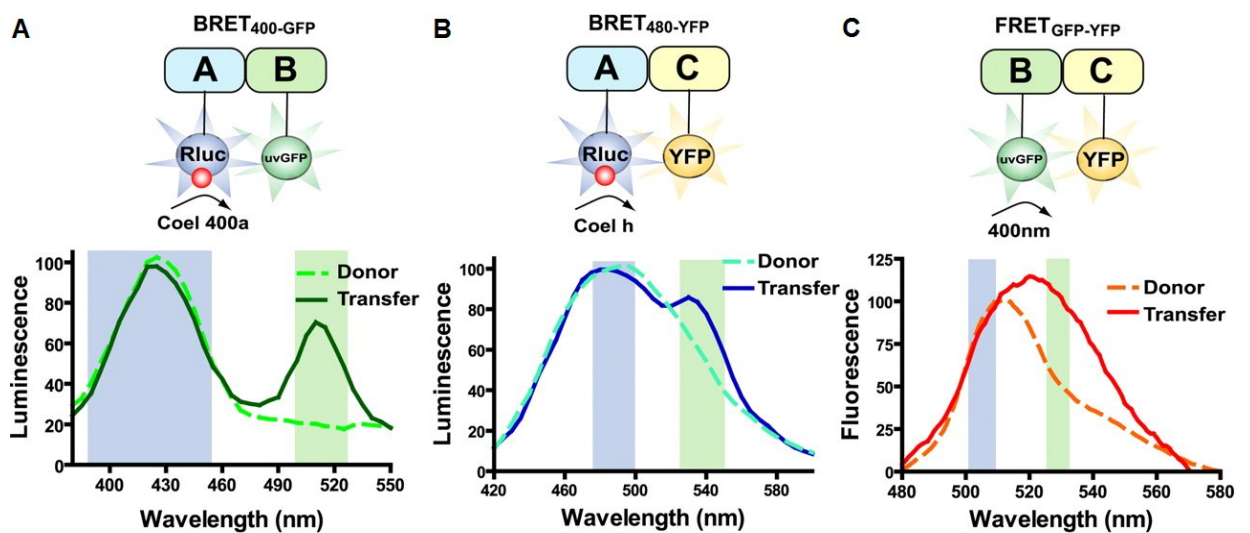 A
BRET400-GFP
A B
Rluc uvGFP
Coel 400a
Donor
Transfer
100
80
60
40
20
0
Luminescence
400 430 460 490 520 550
Wavelength (nm)
B
BRET480-YFP
A C
Rluc YFP
Coel h
Donor
Transfer
100
80
60
40
20
0
Luminescence
420 460 500 540 580
Wavelength (nm)
C
FRETGFP-YFP
B C
uvGFP YFP
400nm
Donor
Transfer
125
100
75
50
25
0
Fluorescence
480 500 520 540 560 580
Wavelength (nm)